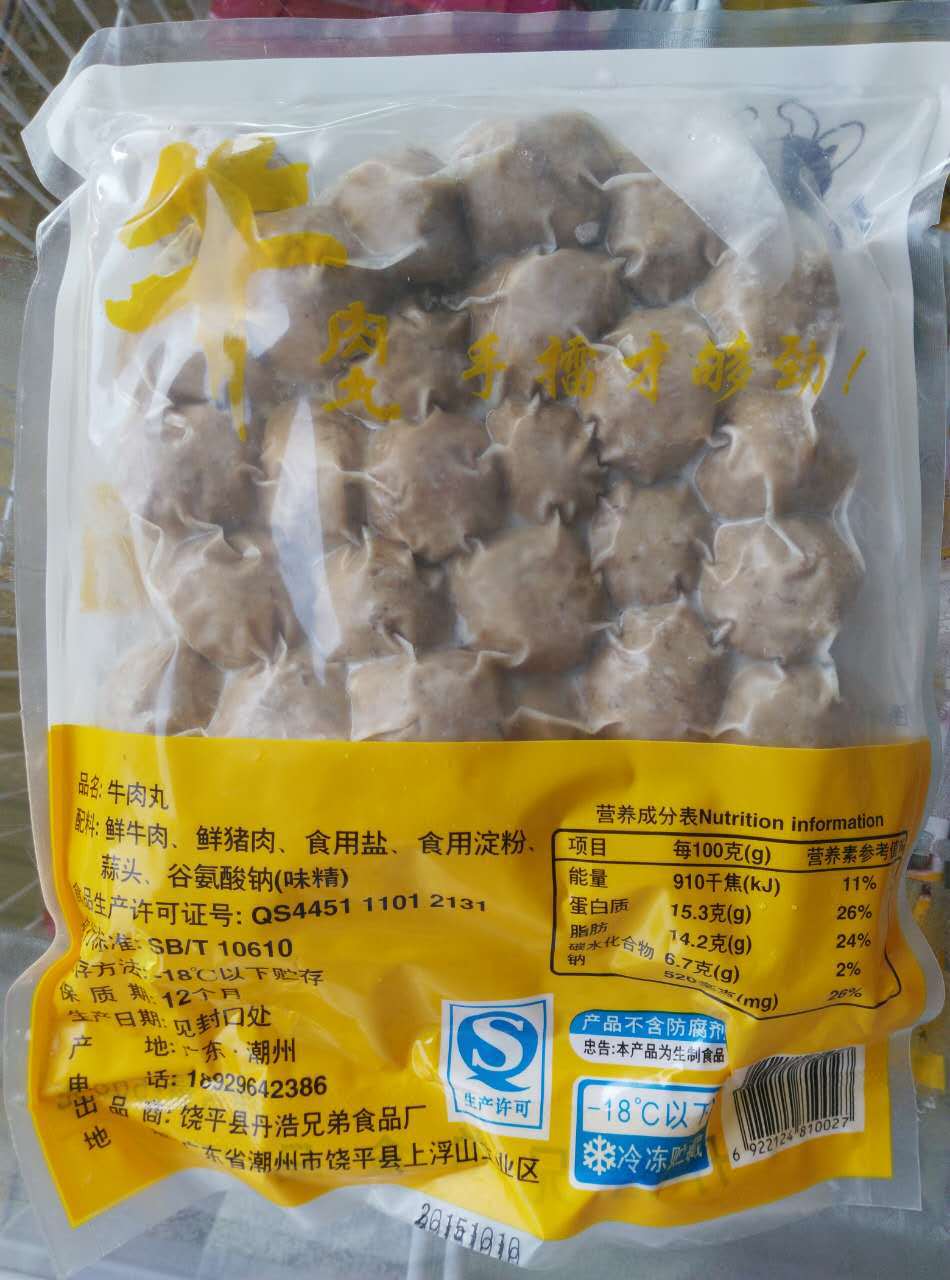 牛
肉丸
手擂才够劲!
品名: 牛肉丸
配料: 鲜牛肉、鲜猪肉、食用盐、食用淀粉、
蒜头、谷氨酸钠(味精)
食品生产许可证号: QS4451 1101 2131
标准: SB/T 10610
存方法: -18℃以下贮存
保质期: 12个月
生产日期: 见封口处
产地: 广东·潮州
电话: 18929642386
出品商: 饶平县丹浩兄弟食品厂
地 广东省潮州市饶平县上浮山工业区
营养成分表Nutrition information
项目 每100克(g) 营养素参考值%
能量 910千焦(kJ) 11%
蛋白质 15.3克(g) 26%
脂肪 14.2克(g) 24%
碳水化合物 6.7克(g) 2%
钠 520毫克(mg) 26%
生产许可
产品不含防腐剂
忠告:本产品为生制食品
-18℃以下
冷冻贮藏
6 922124 810027
20151010